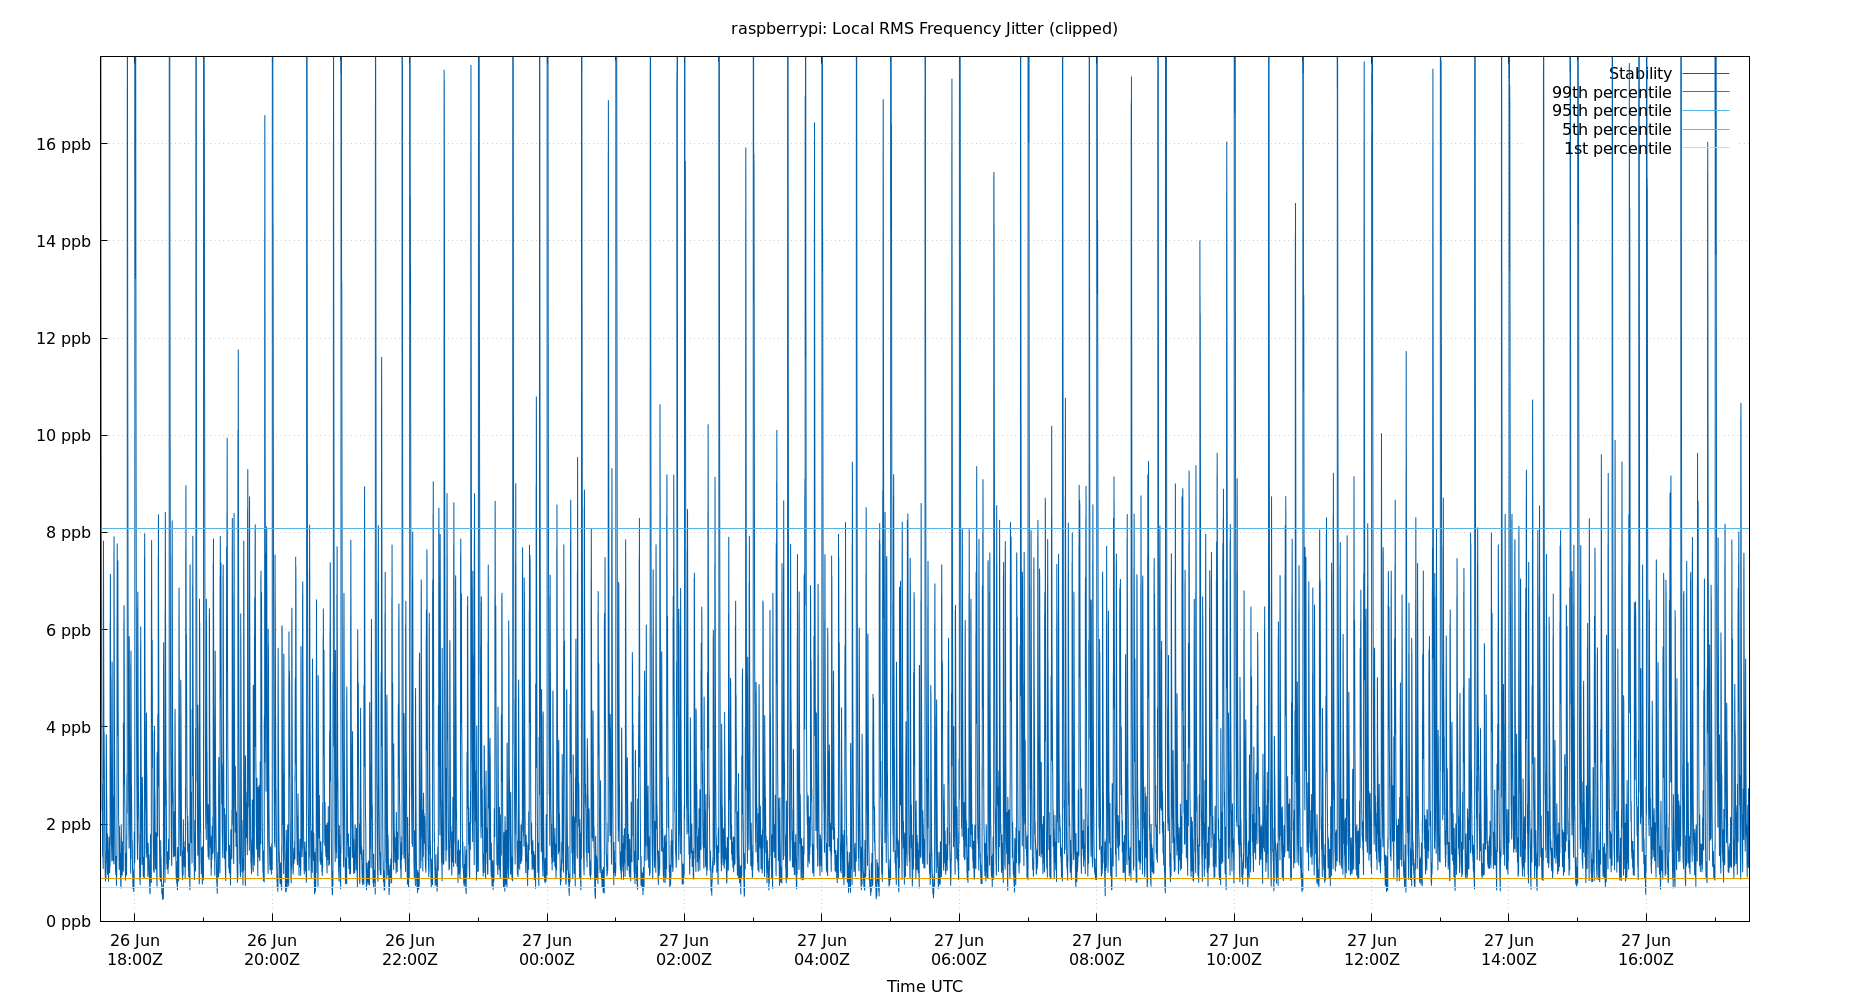 raspberrypi: Local RMS Frequency Jitter (clipped)
Stability
99th percentile
95th percentile
5th percentile
1st percentile
16 ppb
14 ppb
12 ppb
10 ppb
8 ppb
6 ppb
4 ppb
2 ppb
0 ppb
26 Jun 26 Jun 26 Jun 27 Jun 27 Jun 27 Jun 27 Jun 27 Jun 27 Jun 27 Jun 27 Jun 27 Jun
18:00Z 20:00Z 22:00Z 00:00Z 02:00Z 04:00Z 06:00Z 08:00Z 10:00Z 12:00Z 14:00Z 16:00Z
Time UTC